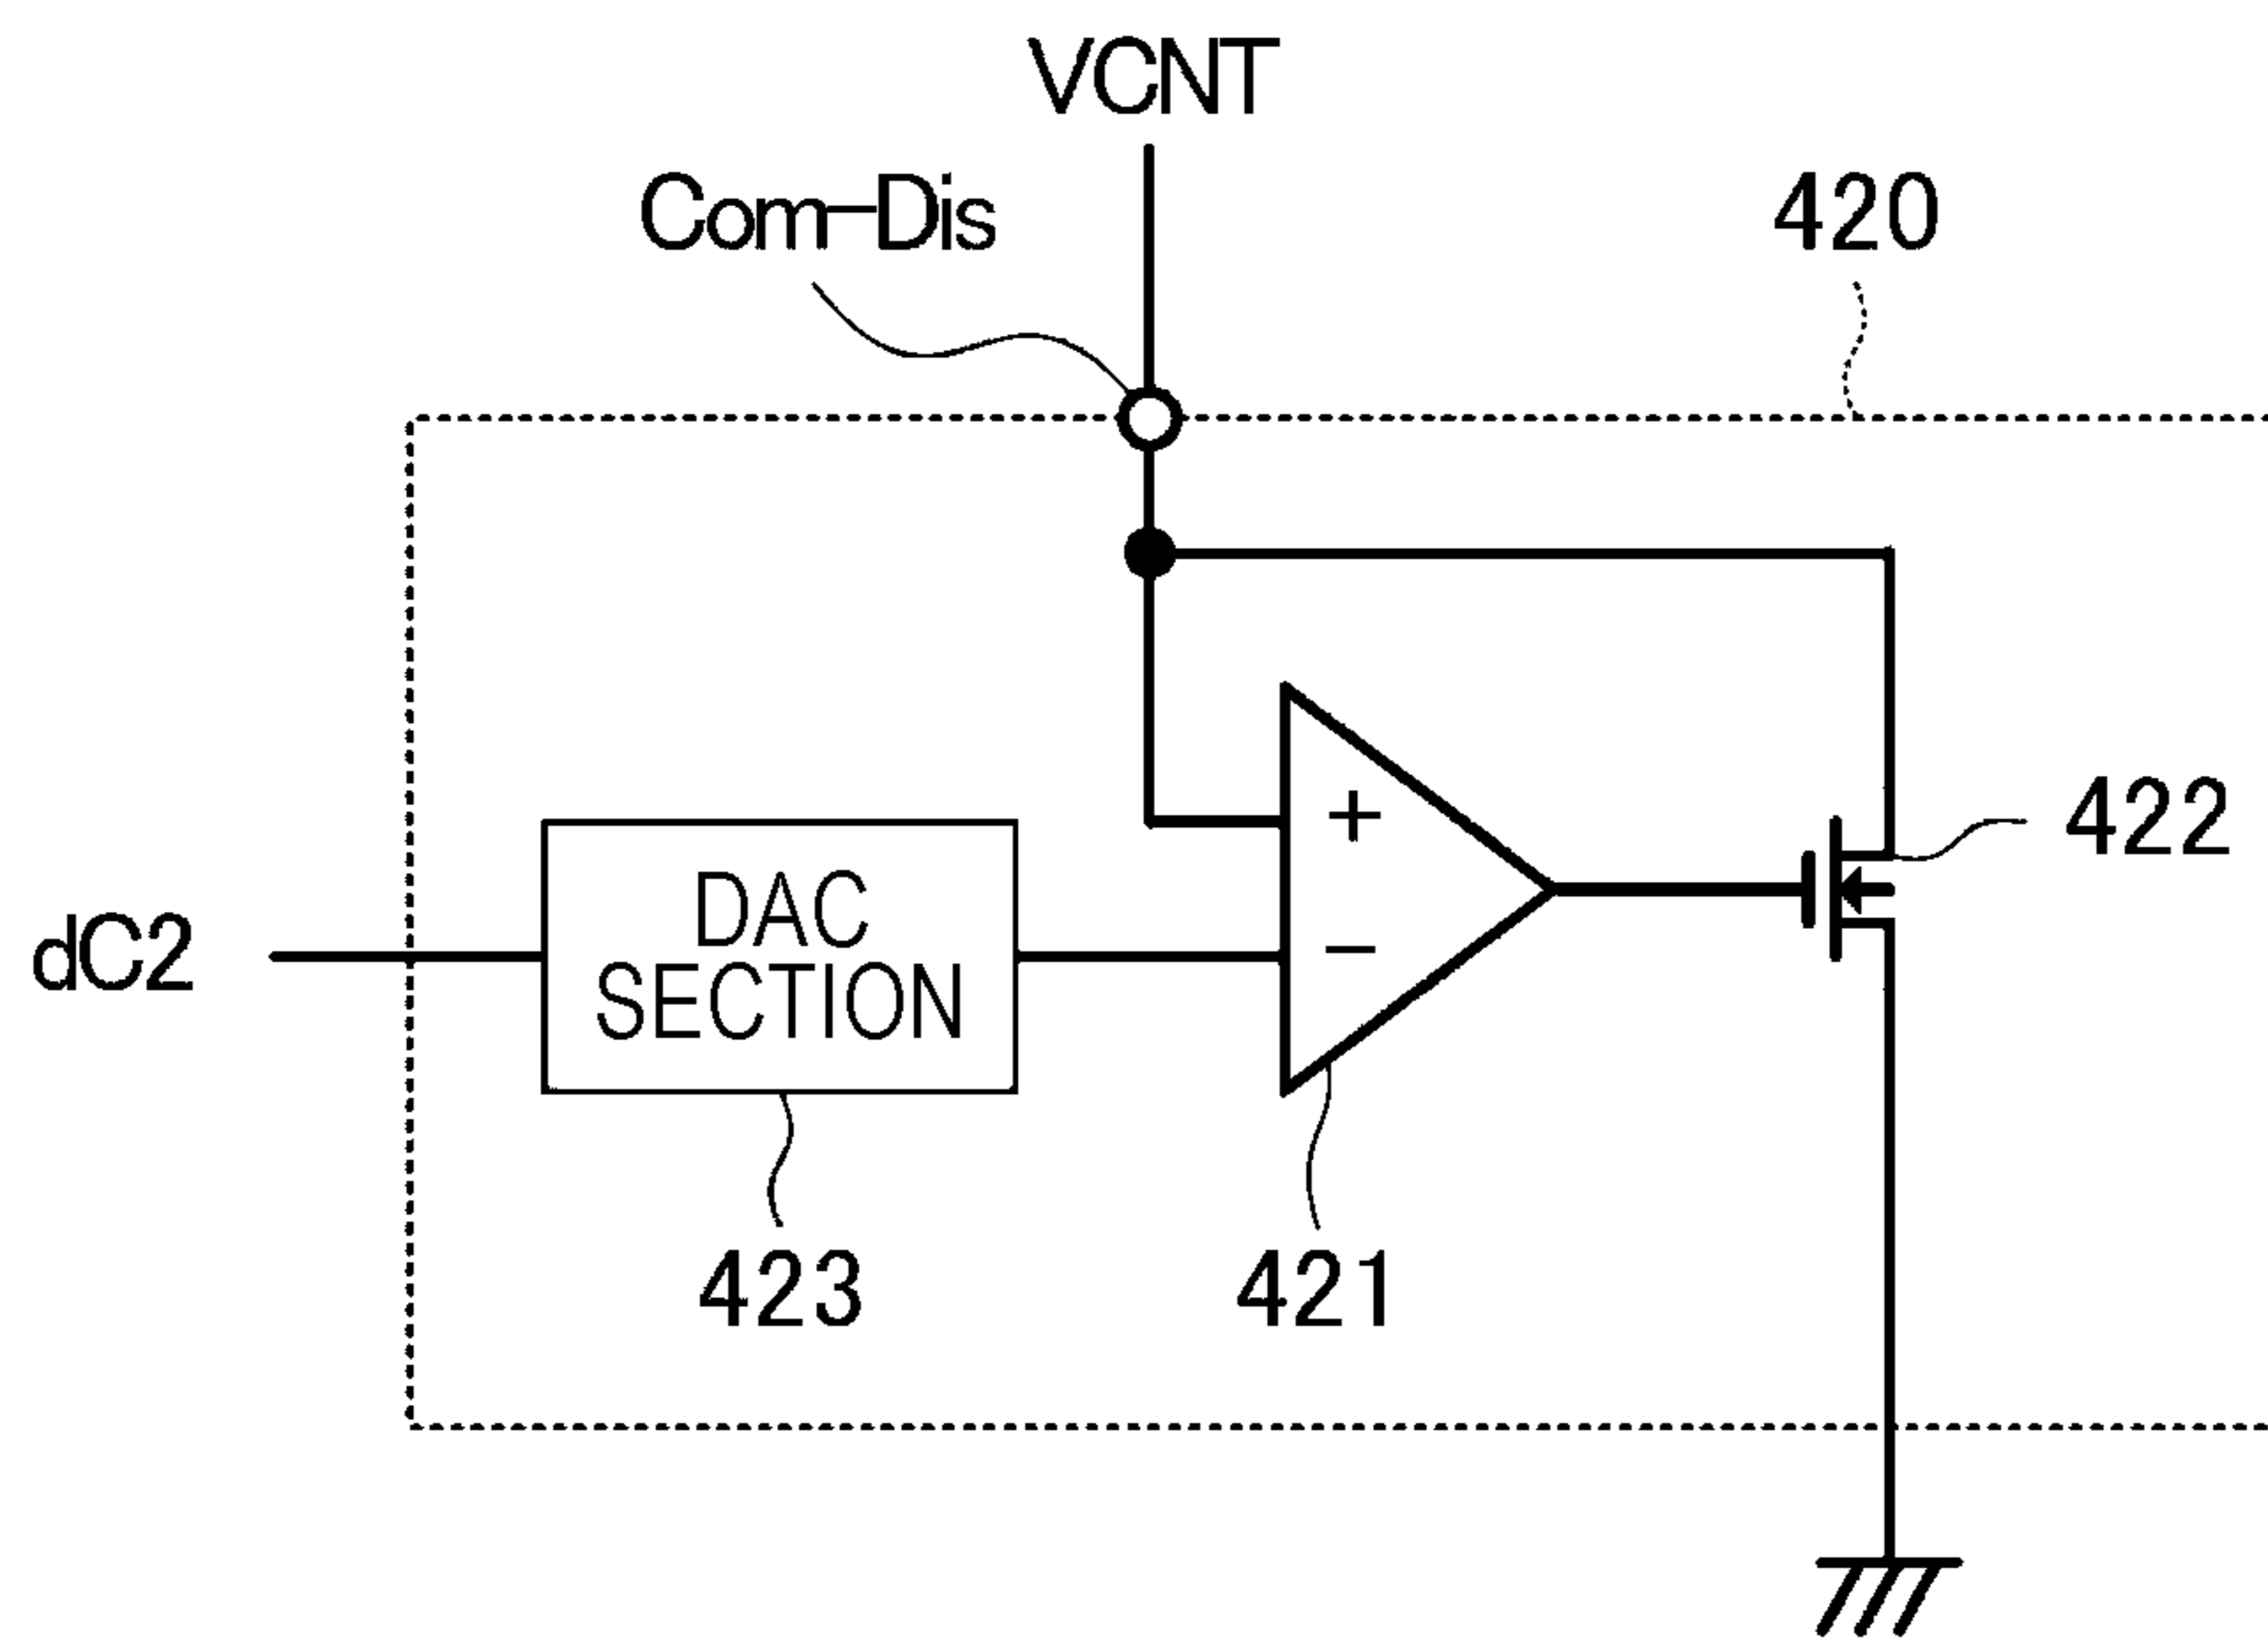 VCNT
Com-Dis
420
422
+
DAC
SECTION
−
dC2
423
421